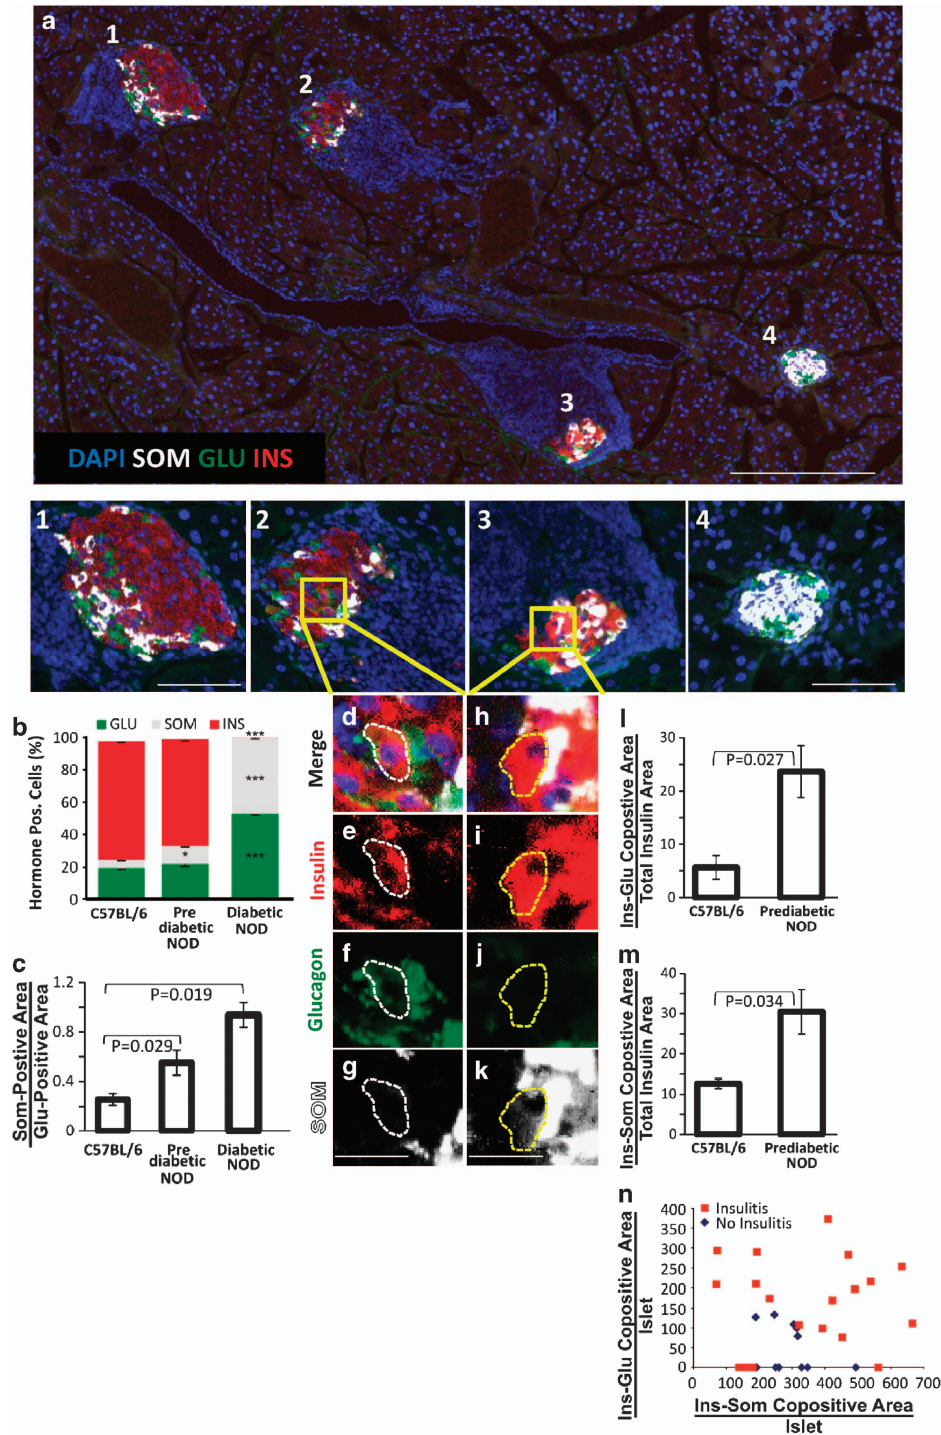 a
1
2
3
4
DAPI SOM GLU INS
1
2
3
4
b
GLU SOM INS
Hormone Pos. Cells (%)
100
80
60
40
20
0
***
***
***
*
C57BL/6
Pre diabetic NOD
Diabetic NOD
c
Som-Postive Area
Glu-Positive Area
1.2
0.8
0.4
0
P=0.019
P=0.029
C57BL/6
Pre diabetic NOD
Diabetic NOD
Merge
Insulin
Glucagon
SOM
d
h
e
i
f
j
g
k
l
Ins-Glu Copostive Area
Total Insulin Area
30
20
10
0
P=0.027
C57BL/6
Prediabetic NOD
m
Ins-Som Copostive Area
Total Insulin Area
40
30
20
10
0
P=0.034
C57BL/6
Prediabetic NOD
n
Ins-Glu Copositive Area
Islet
Insulitis
No Insulitis
400
350
300
250
200
150
100
50
0
0 100 200 300 400 500 600 700
Ins-Som Copositive Area
Islet